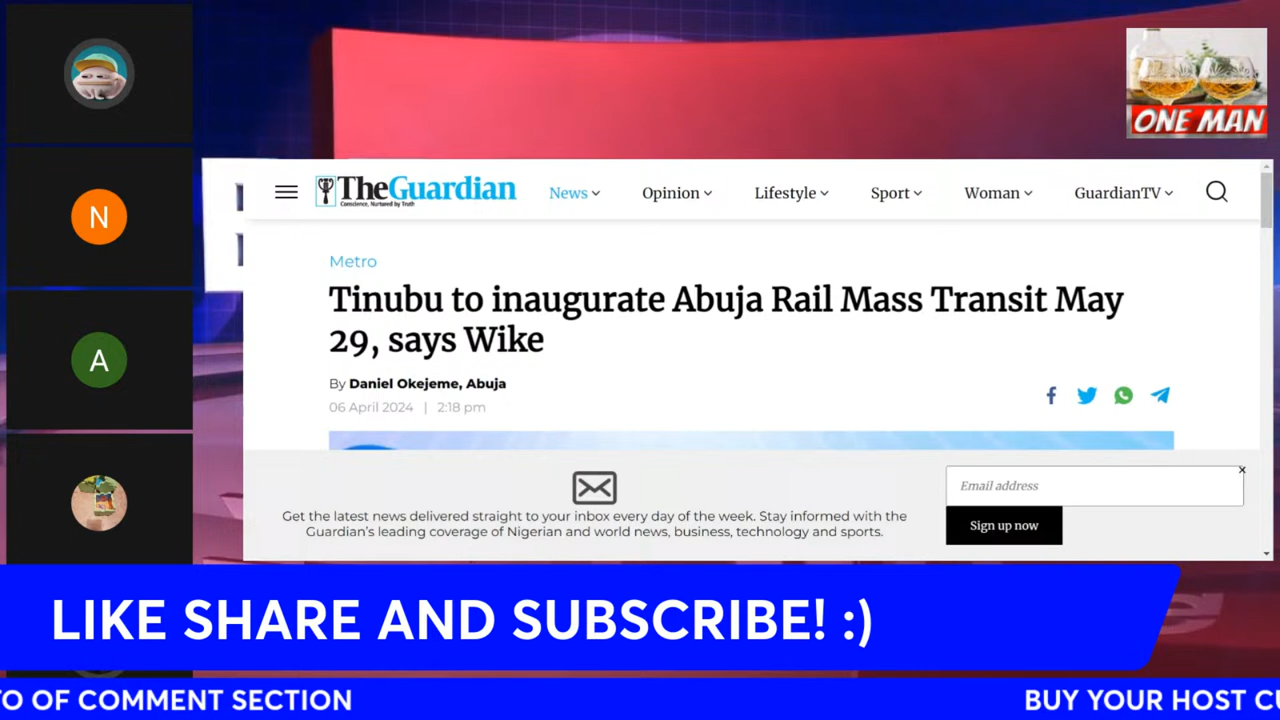 ONE MAN
TheGuardian
Conscience, Nurtured by Truth
News
Opinion
Lifestyle
Sport
Woman
GuardianTV
Metro
Tinubu to inaugurate Abuja Rail Mass Transit May
29, says Wike
By Daniel Okejeme, Abuja
06 April 2024 | 2:18 pm
N
A
Get the latest news delivered straight to your inbox every day of the week. Stay informed with the
Guardian's leading coverage of Nigerian and world news, business, technology and sports.
Email address
Sign up now
LIKE SHARE AND SUBSCRIBE! :)
TO OF COMMENT SECTION
BUY YOUR HOST